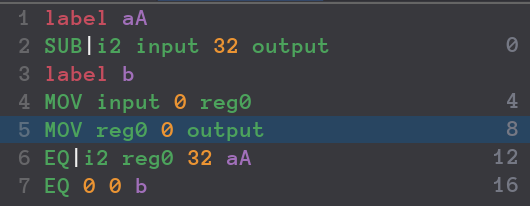 1 label aA
2 SUB|i2 input 32 output 0
3 label b
4 MOV input 0 reg0 4
5 MOV reg0 0 output 8
6 EQ|i2 reg0 32 aA 12
7 EQ 0 0 b 16